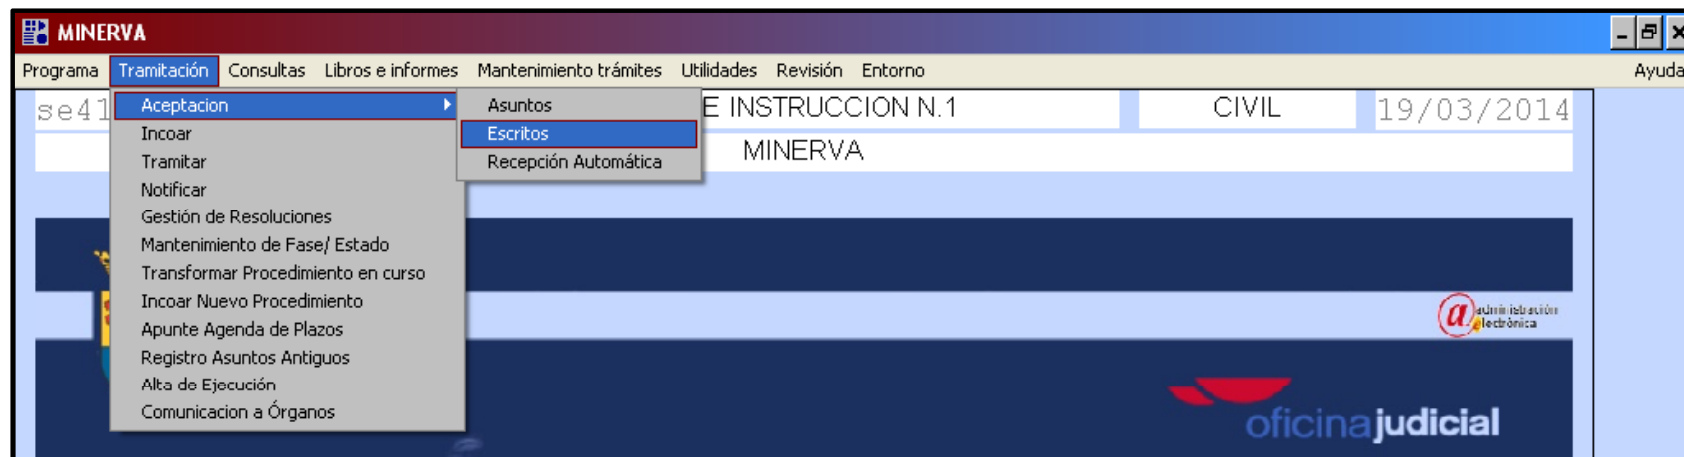 MINERVA
Programa Tramitación Consultas Libros e informes Mantenimiento trámites Utilidades Revisión Entorno Ayuda
se41 E INSTRUCCION N.1 CIVIL 19/03/2014
MINERVA
Aceptacion
Incoar
Tramitar
Notificar
Gestión de Resoluciones
Mantenimiento de Fase/ Estado
Transformar Procedimiento en curso
Incoar Nuevo Procedimiento
Apunte Agenda de Plazos
Registro Asuntos Antiguos
Alta de Ejecución
Comunicacion a Órganos
Asuntos
Escritos
Recepción Automática
administración
electrónica
oficinajudicial